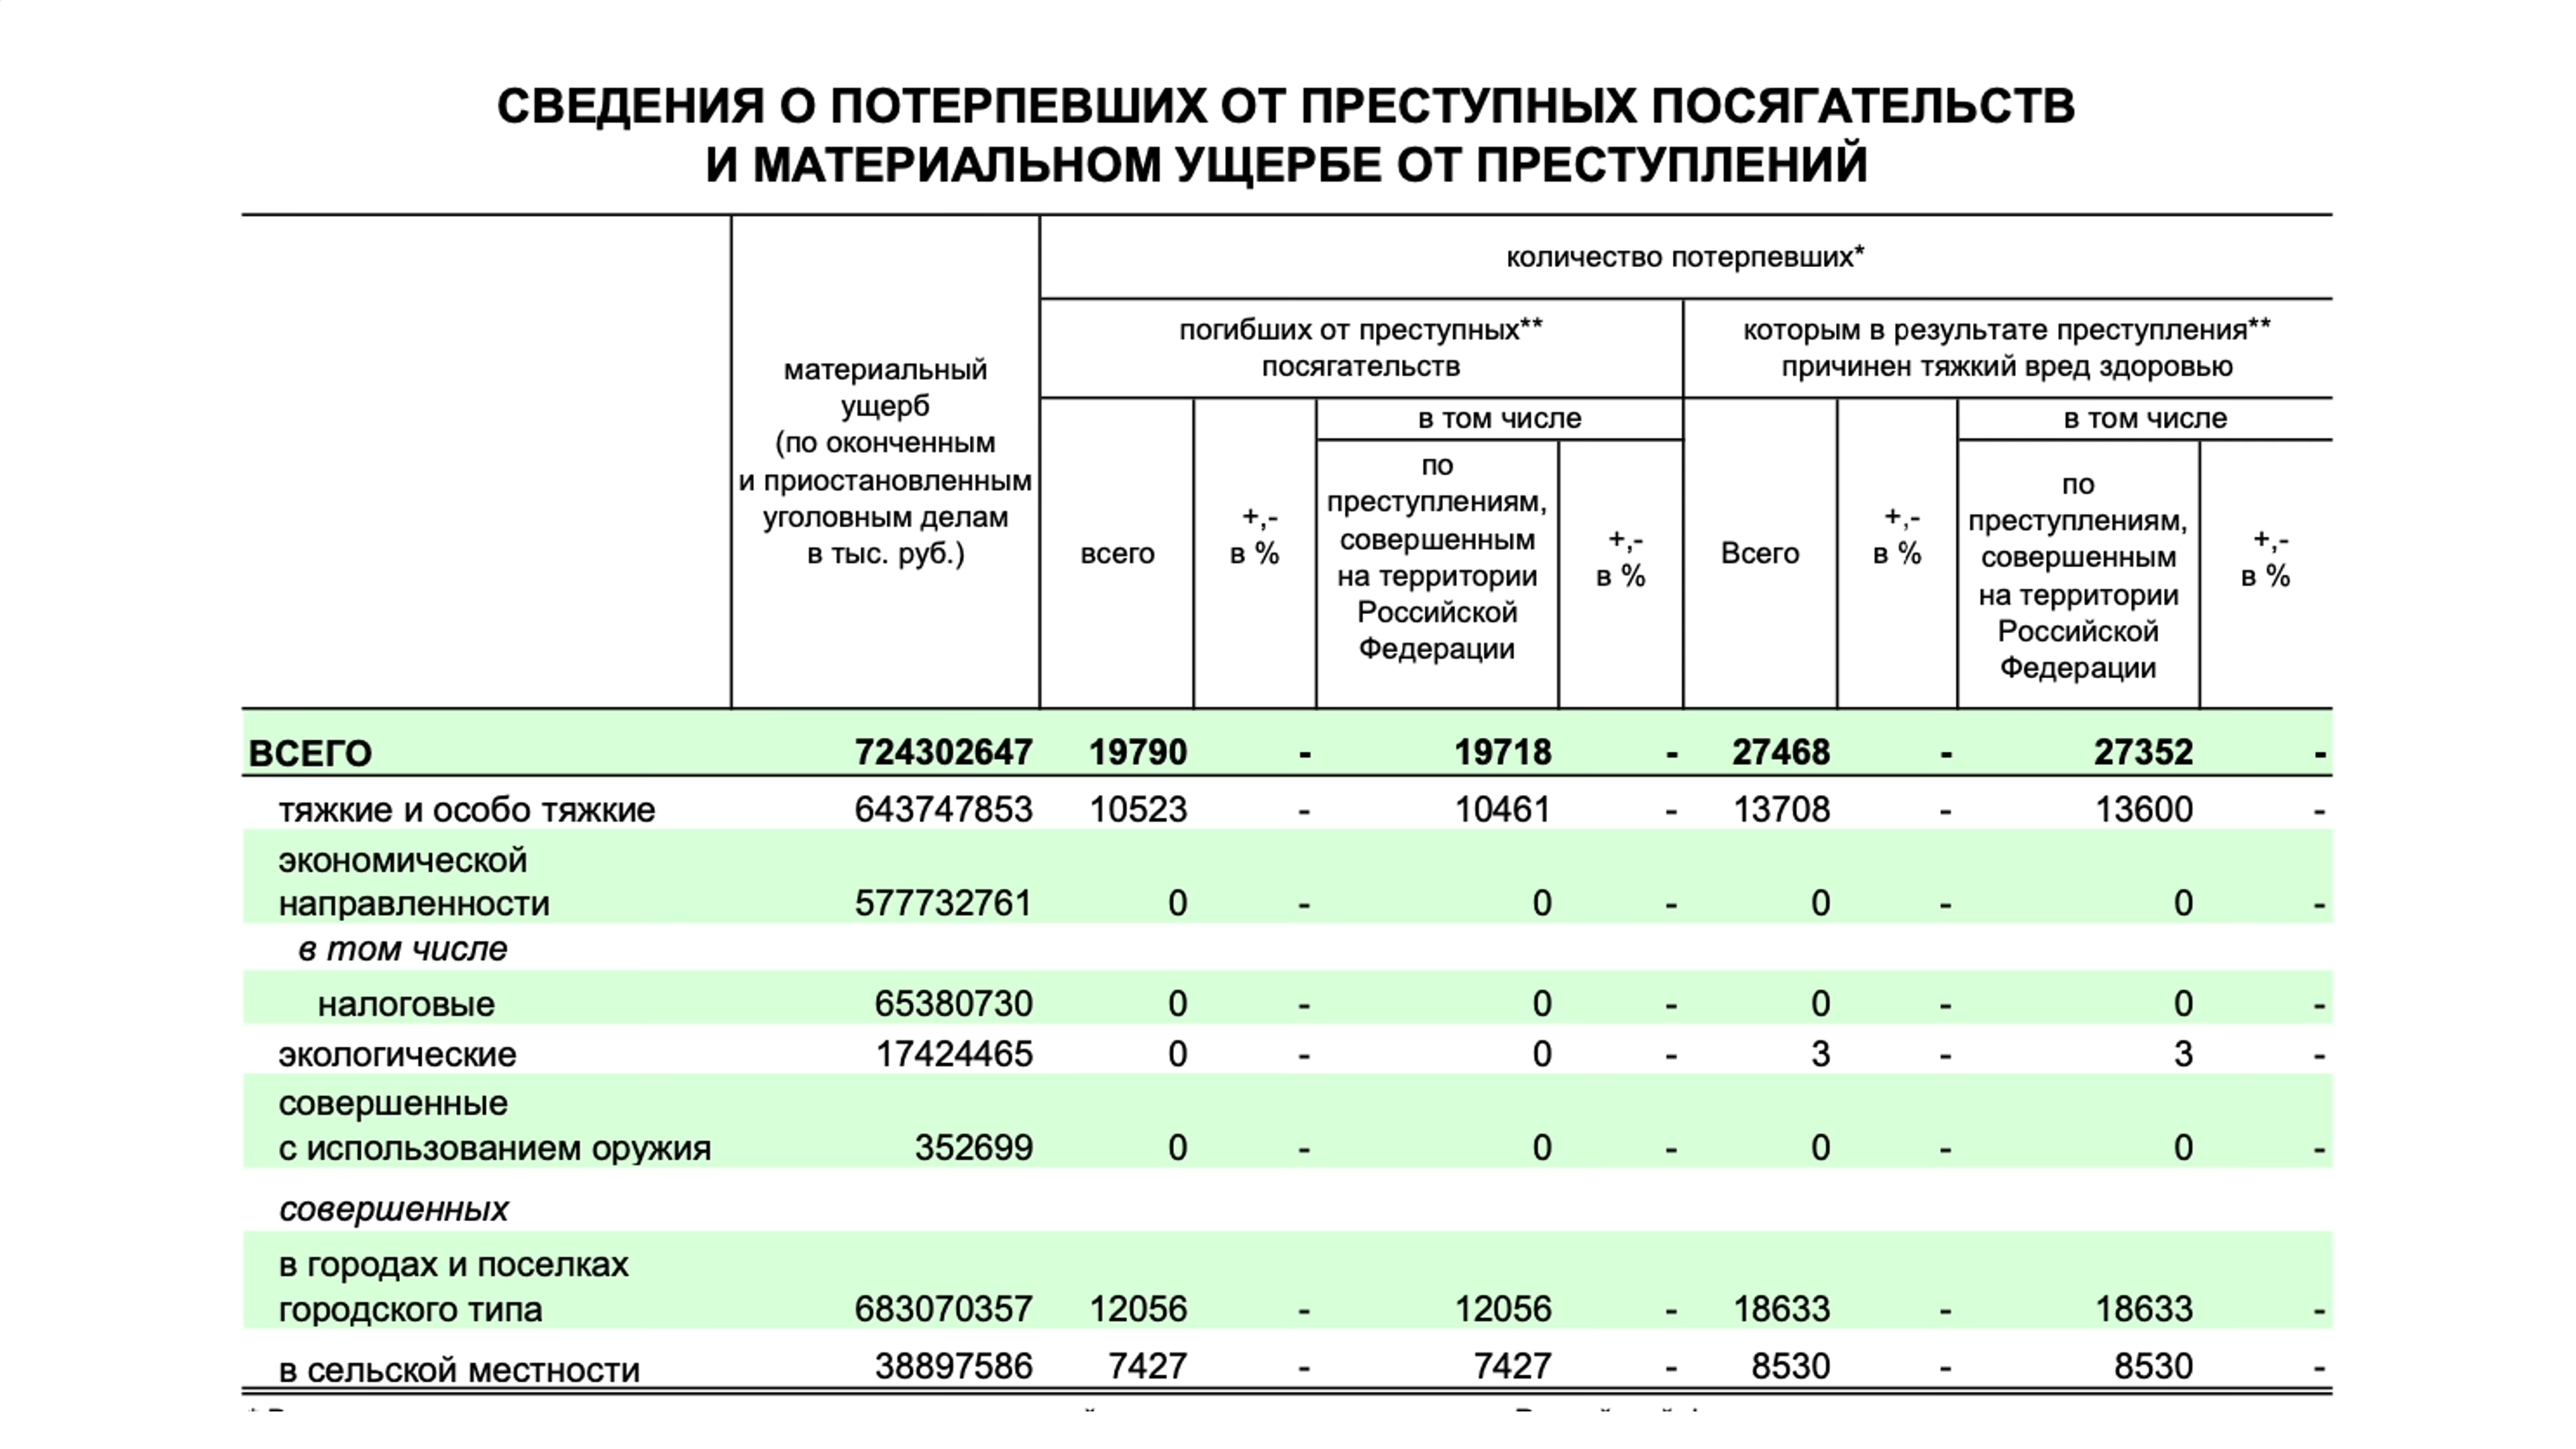 СВЕДЕНИЯ О ПОТЕРПЕВШИХ ОТ ПРЕСТУПНЫХ ПОСЯГАТЕЛЬСТВ
И МАТЕРИАЛЬНОМ УЩЕРБЕ ОТ ПРЕСТУПЛЕНИЙ
материальный
ущерб
(по оконченным
и приостановленным
уголовным делам
в тыс. руб.)
количество потерпевших*
погибших от преступных**
посягательств
которым в результате преступления**
причинен тяжкий вред здоровью
всего
+,-
в %
в том числе
по
преступлениям,
совершенным
на территории
Российской
Федерации
+,-
в %
Всего
+,-
в %
в том числе
по
преступлениям,
совершенным
на территории
Российской
Федерации
+,-
в %
ВСЕГО 724302647 19790 - 19718 - 27468 - 27352 -
тяжкие и особо тяжкие 643747853 10523 - 10461 - 13708 - 13600 -
экономической
направленности 577732761 0 - 0 - 0 - 0 -
в том числе
налоговые 65380730 0 - 0 - 0 - 0 -
экологические 17424465 0 - 0 - 3 - 3 -
совершенные
с использованием оружия 352699 0 - 0 - 0 - 0 -
совершенных
в городах и поселках
городского типа 683070357 12056 - 12056 - 18633 - 18633 -
в сельской местности 38897586 7427 - 7427 - 8530 - 8530 -